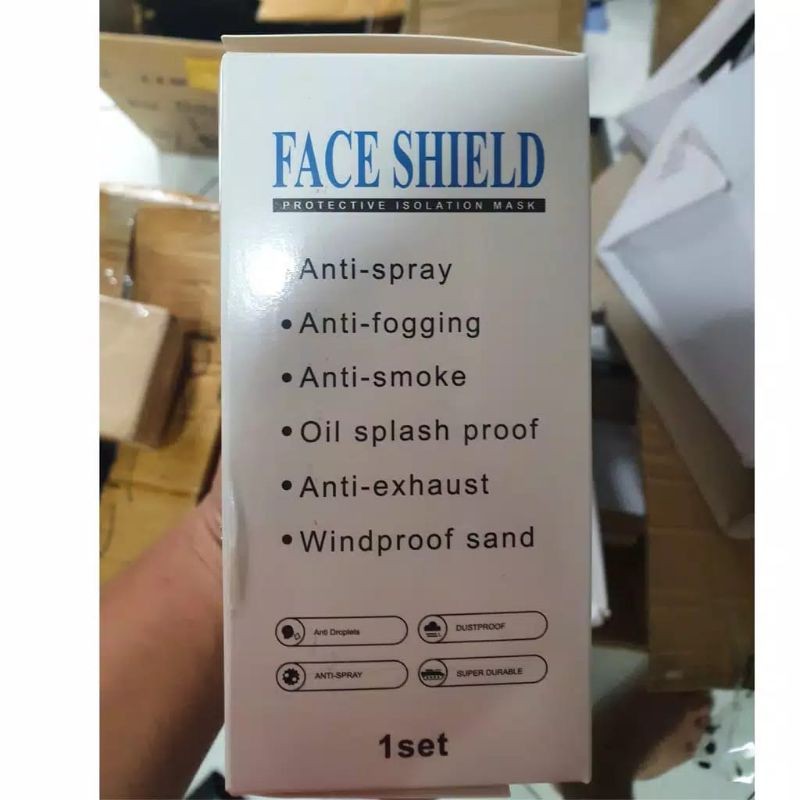 FACE SHIELD
PROTECTIVE ISOLATION MASK
Anti-spray
• Anti-fogging
• Anti-smoke
• Oil splash proof
• Anti-exhaust
• Windproof sand
Anti Droplets
DUSTPROOF
ANTI-SPRAY
SUPER DURABLE
1set